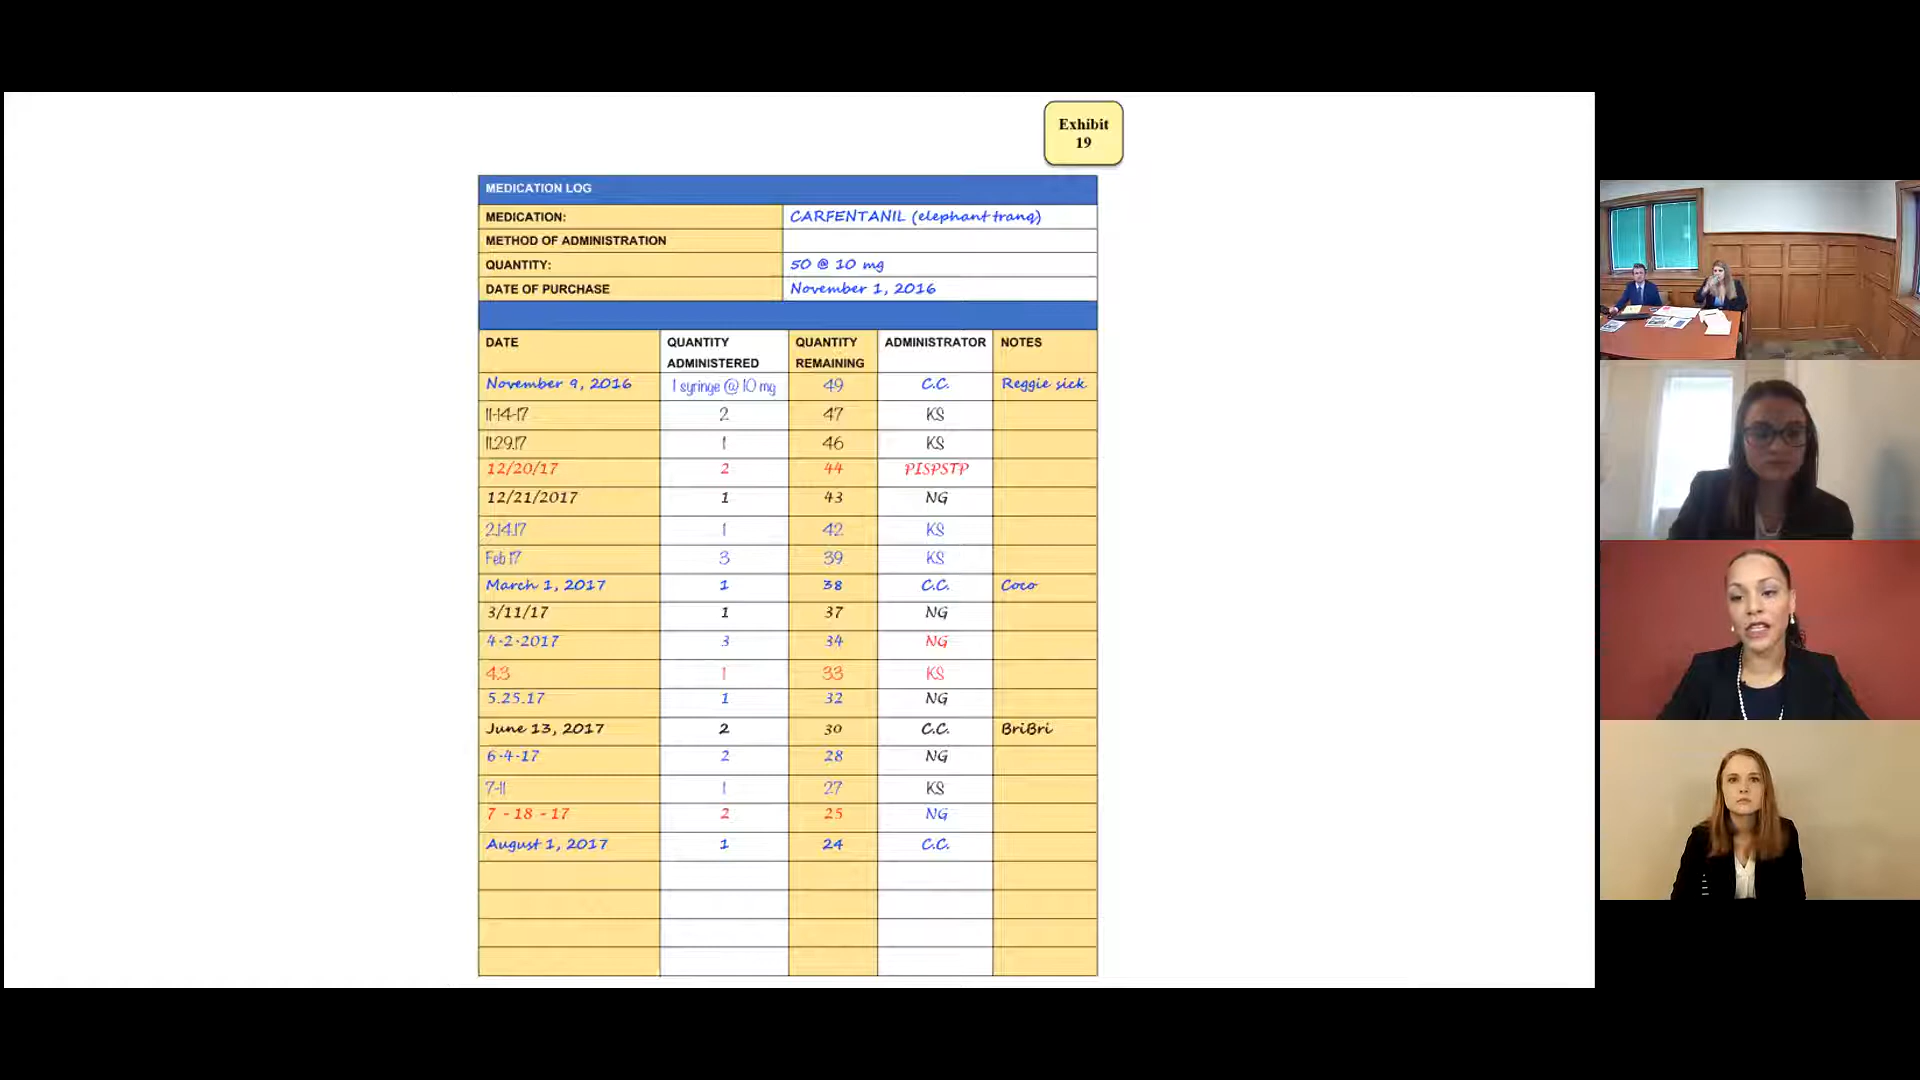 Exhibit
19
MEDICATION LOG
MEDICATION: CARFENTANIL (elephant tranq)
METHOD OF ADMINISTRATION
QUANTITY: 50 @ 10 mg
DATE OF PURCHASE November 1, 2016
DATE QUANTITY ADMINISTERED QUANTITY REMAINING ADMINISTRATOR NOTES
November 9, 2016 1 syringe @ 10 mg 49 C.C. Reggie sick
11-14-17 2 47 KS
11.29.17 1 46 KS
12/20/17 2 44 PISPSTP
12/21/2017 1 43 NG
2.14.17 1 42 KS
Feb 17 3 39 KS
March 1, 2017 1 38 C.C. Coco
3/11/17 1 37 NG
4-2-2017 3 34 NG
4.3 1 33 KS
5.25.17 1 32 NG
June 13, 2017 2 30 C.C. BriBri
6-4-17 2 28 NG
7-11 1 27 KS
7 - 18 - 17 2 25 NG
August 1, 2017 1 24 C.C.